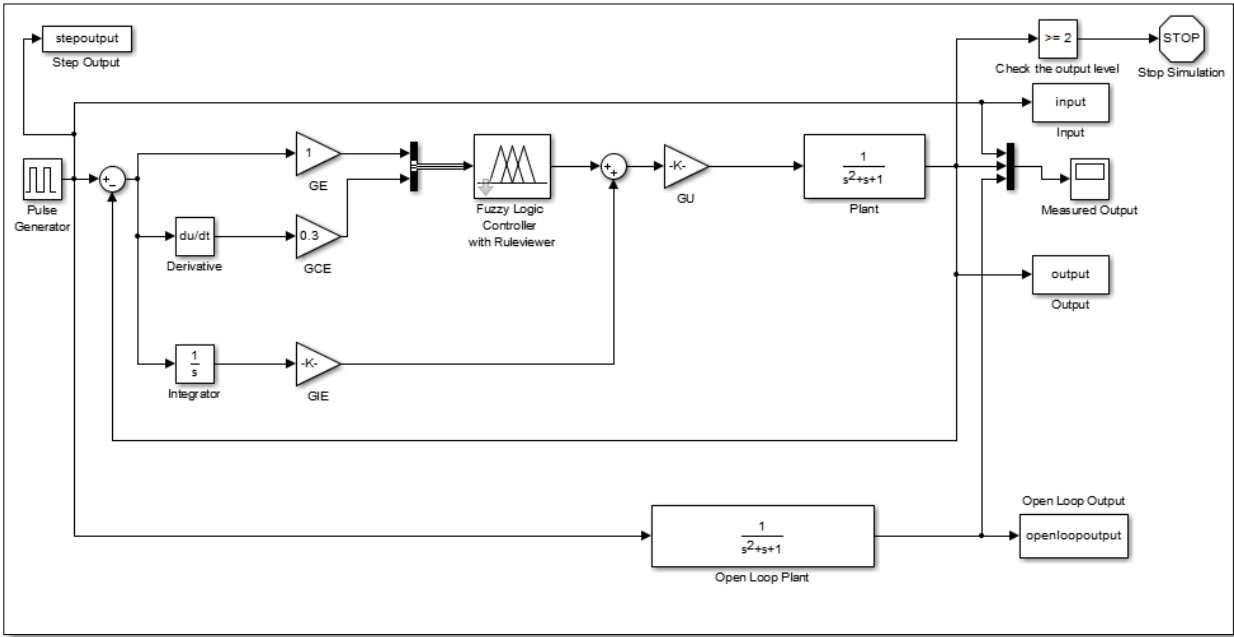 stepoutput
Step Output
>= 2
Check the output level
STOP
Stop Simulation
input
Input
Pulse
Generator
+
−
1
GE
Fuzzy Logic
Controller
with Ruleviewer
+
+
-K-
GU
1
s2+s+1
Plant
Measured Output
du/dt
Derivative
0.3
GCE
output
Output
1
s
Integrator
-K-
GIE
1
s2+s+1
Open Loop Plant
Open Loop Output
openloopoutput